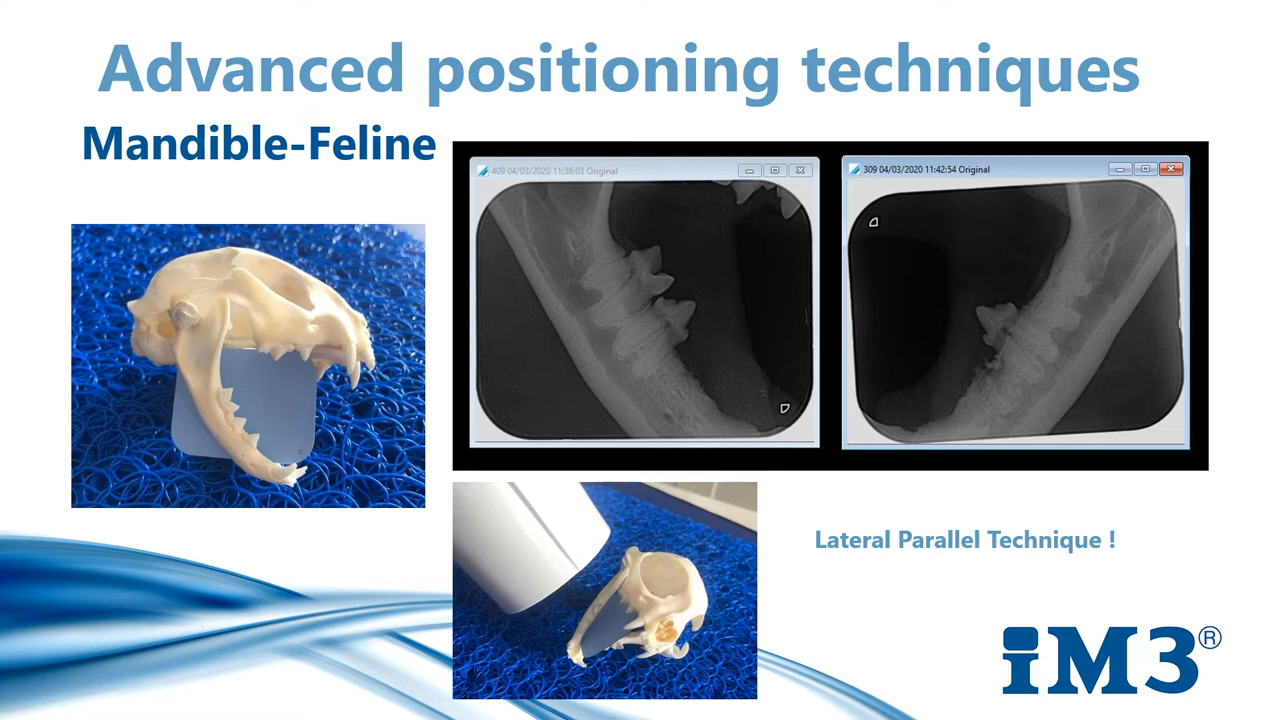 Advanced positioning techniques
Mandible-Feline
409 04/03/2020 11:38:03 Original
309 04/03/2020 11:42:54 Original
Lateral Parallel Technique !
iM3®